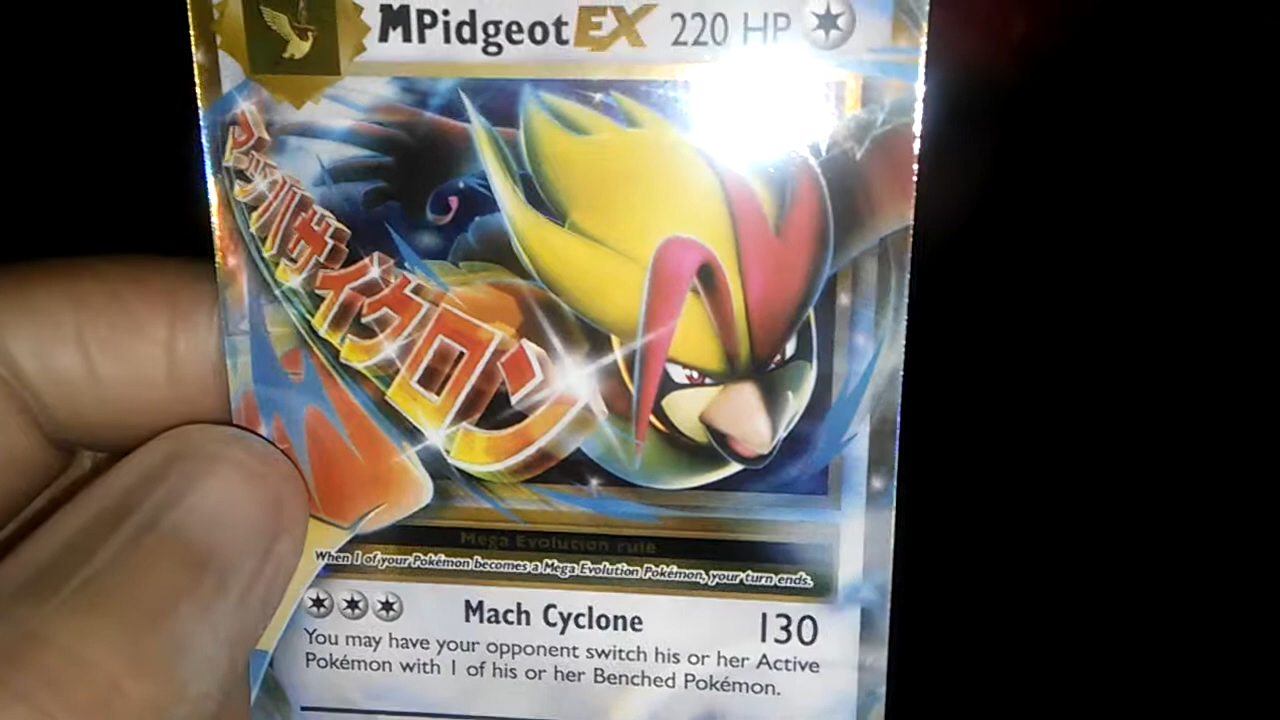 MPidgeotEX 220 HP
マッハサイクロン
Mega Evolution rule
When 1 of your Pokémon becomes a Mega Evolution Pokémon, your turn ends.
Mach Cyclone 130
You may have your opponent switch his or her Active
Pokémon with 1 of his or her Benched Pokémon.